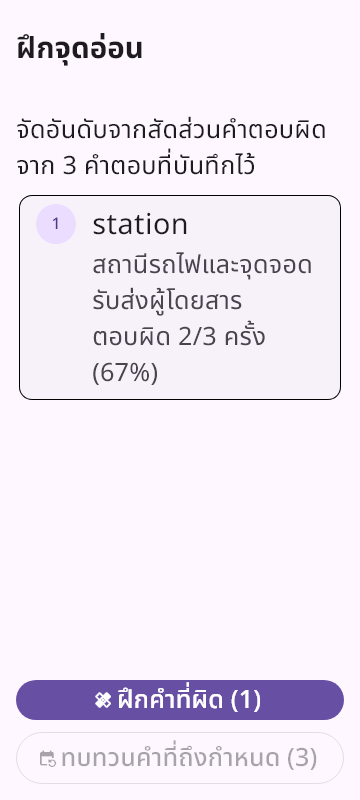 ฝึกจุดอ่อน
จัดอันดับจากสัดส่วนคำตอบผิด
จาก 3 คำตอบที่บันทึกไว้
1
station
สถานีรถไฟและจุดจอด
รับส่งผู้โดยสาร
ตอบผิด 2/3 ครั้ง
(67%)
ฝึกคำที่ผิด (1)
ทบทวนคำที่ถึงกำหนด (3)